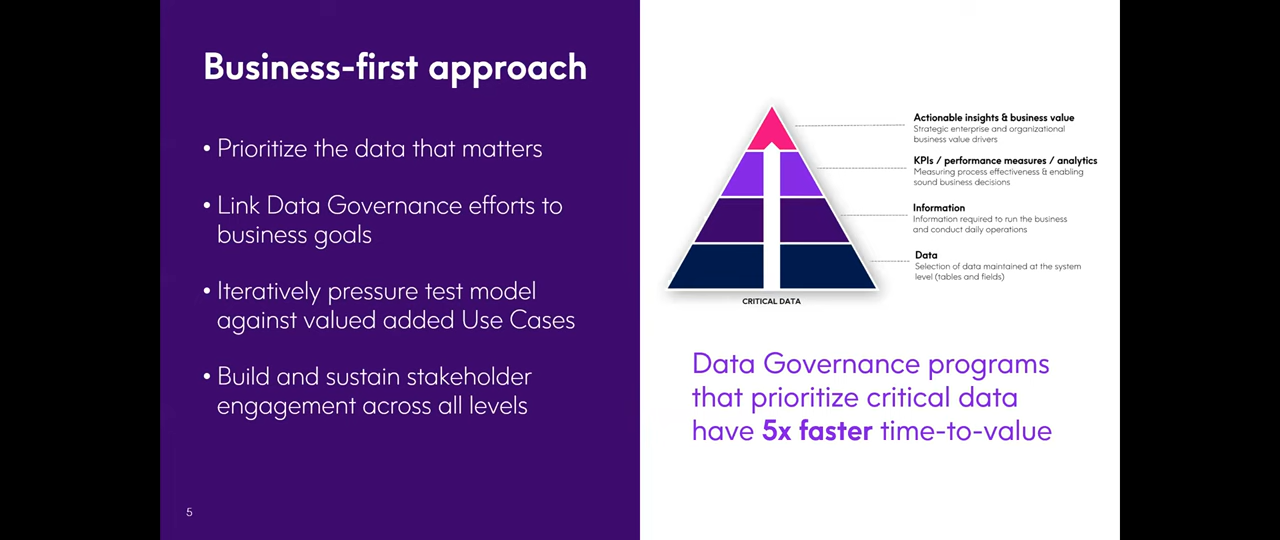 Business-first approach
• Prioritize the data that matters
• Link Data Governance efforts to
business goals
• Iteratively pressure test model
against valued added Use Cases
• Build and sustain stakeholder
engagement across all levels
5
Actionable insights & business value
Strategic enterprise and organizational
business value drivers
KPIs / performance measures / analytics
Measuring process effectiveness & enabling
sound business decisions
Information
Information required to run the business
and conduct daily operations
Data
Selection of data maintained at the system
level (tables and fields)
CRITICAL DATA
Data Governance programs
that prioritize critical data
have 5x faster time-to-value